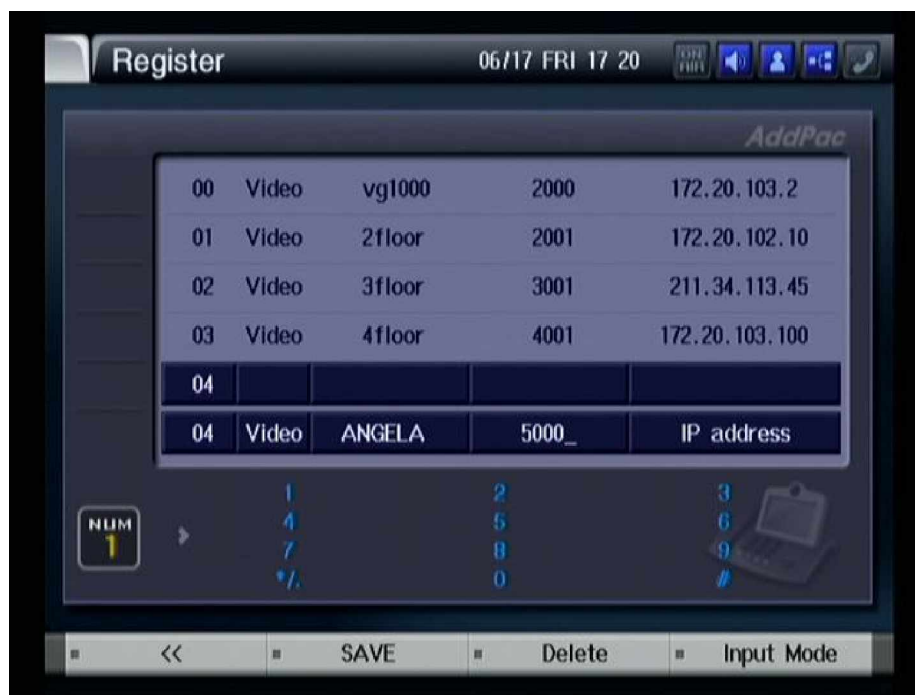 Register 06/17 FRI 17 20 ON AIR
AddPac
00 Video vg1000 2000 172.20.103.2
01 Video 2floor 2001 172.20.102.10
02 Video 3floor 3001 211.34.113.45
03 Video 4floor 4001 172.20.103.100
04
04 Video ANGELA 5000_ IP address
1 2 3
NUM 4 5 6
1 > 7 8 9
*/. 0 #
<< SAVE Delete Input Mode